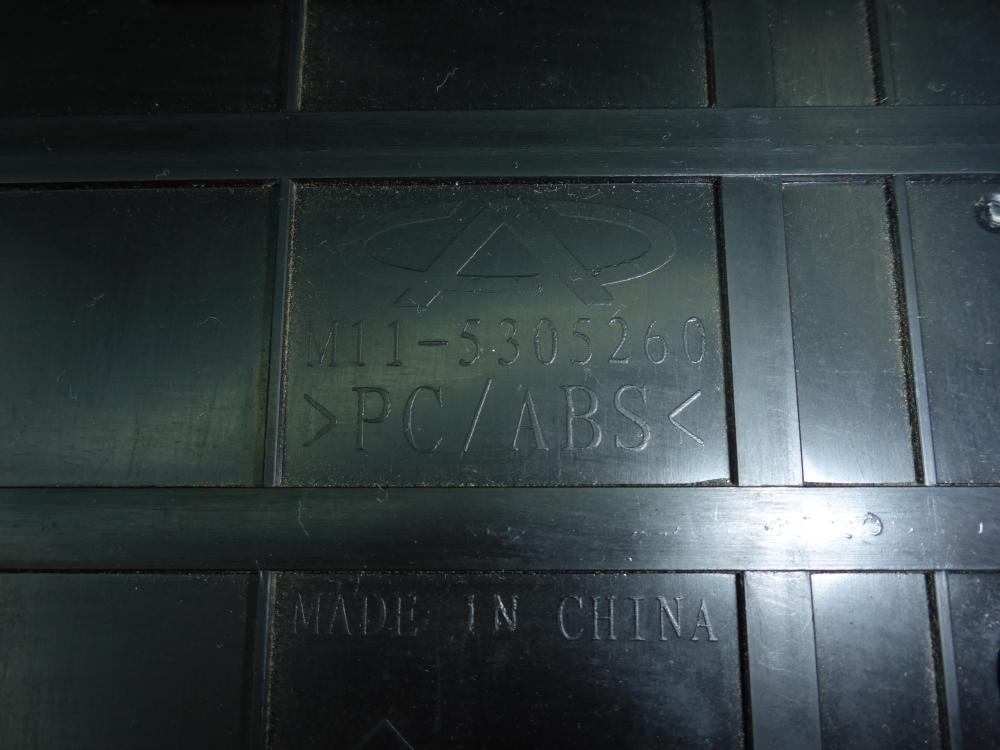 M11-5305260
>PC/ABS<
MADE IN CHINA